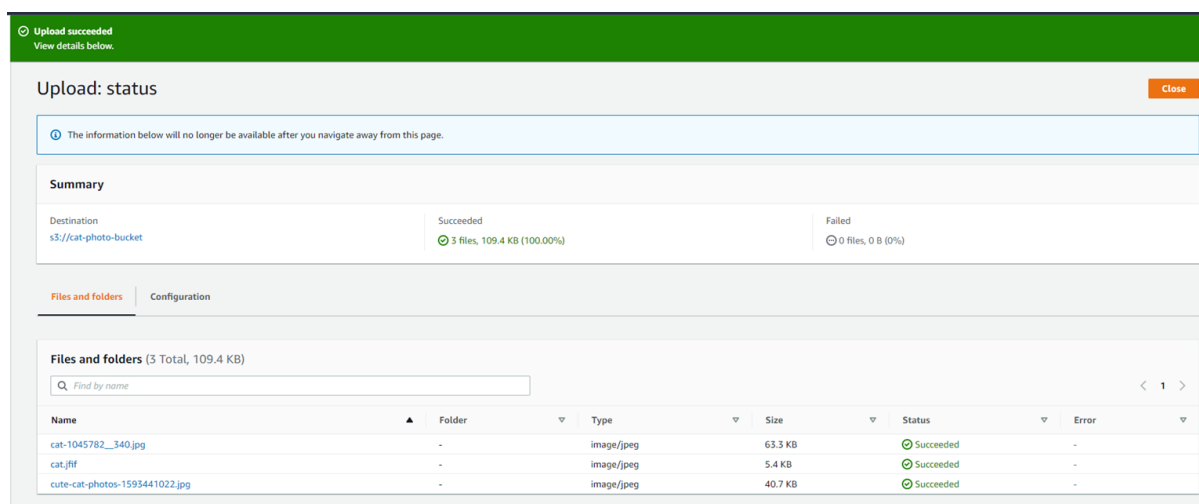 Upload succeeded
View details below.
Upload: status
Close
The information below will no longer be available after you navigate away from this page.
Summary
Destination
s3://cat-photo-bucket
Succeeded
3 files, 109.4 KB (100.00%)
Failed
0 files, 0 B (0%)
Files and folders
Configuration
Files and folders (3 Total, 109.4 KB)
Find by name
1
Name Folder Type Size Status Error
cat-1045782__340.jpg - image/jpeg 63.3 KB Succeeded -
cat.jfif - image/jpeg 5.4 KB Succeeded -
cute-cat-photos-1593441022.jpg - image/jpeg 40.7 KB Succeeded -